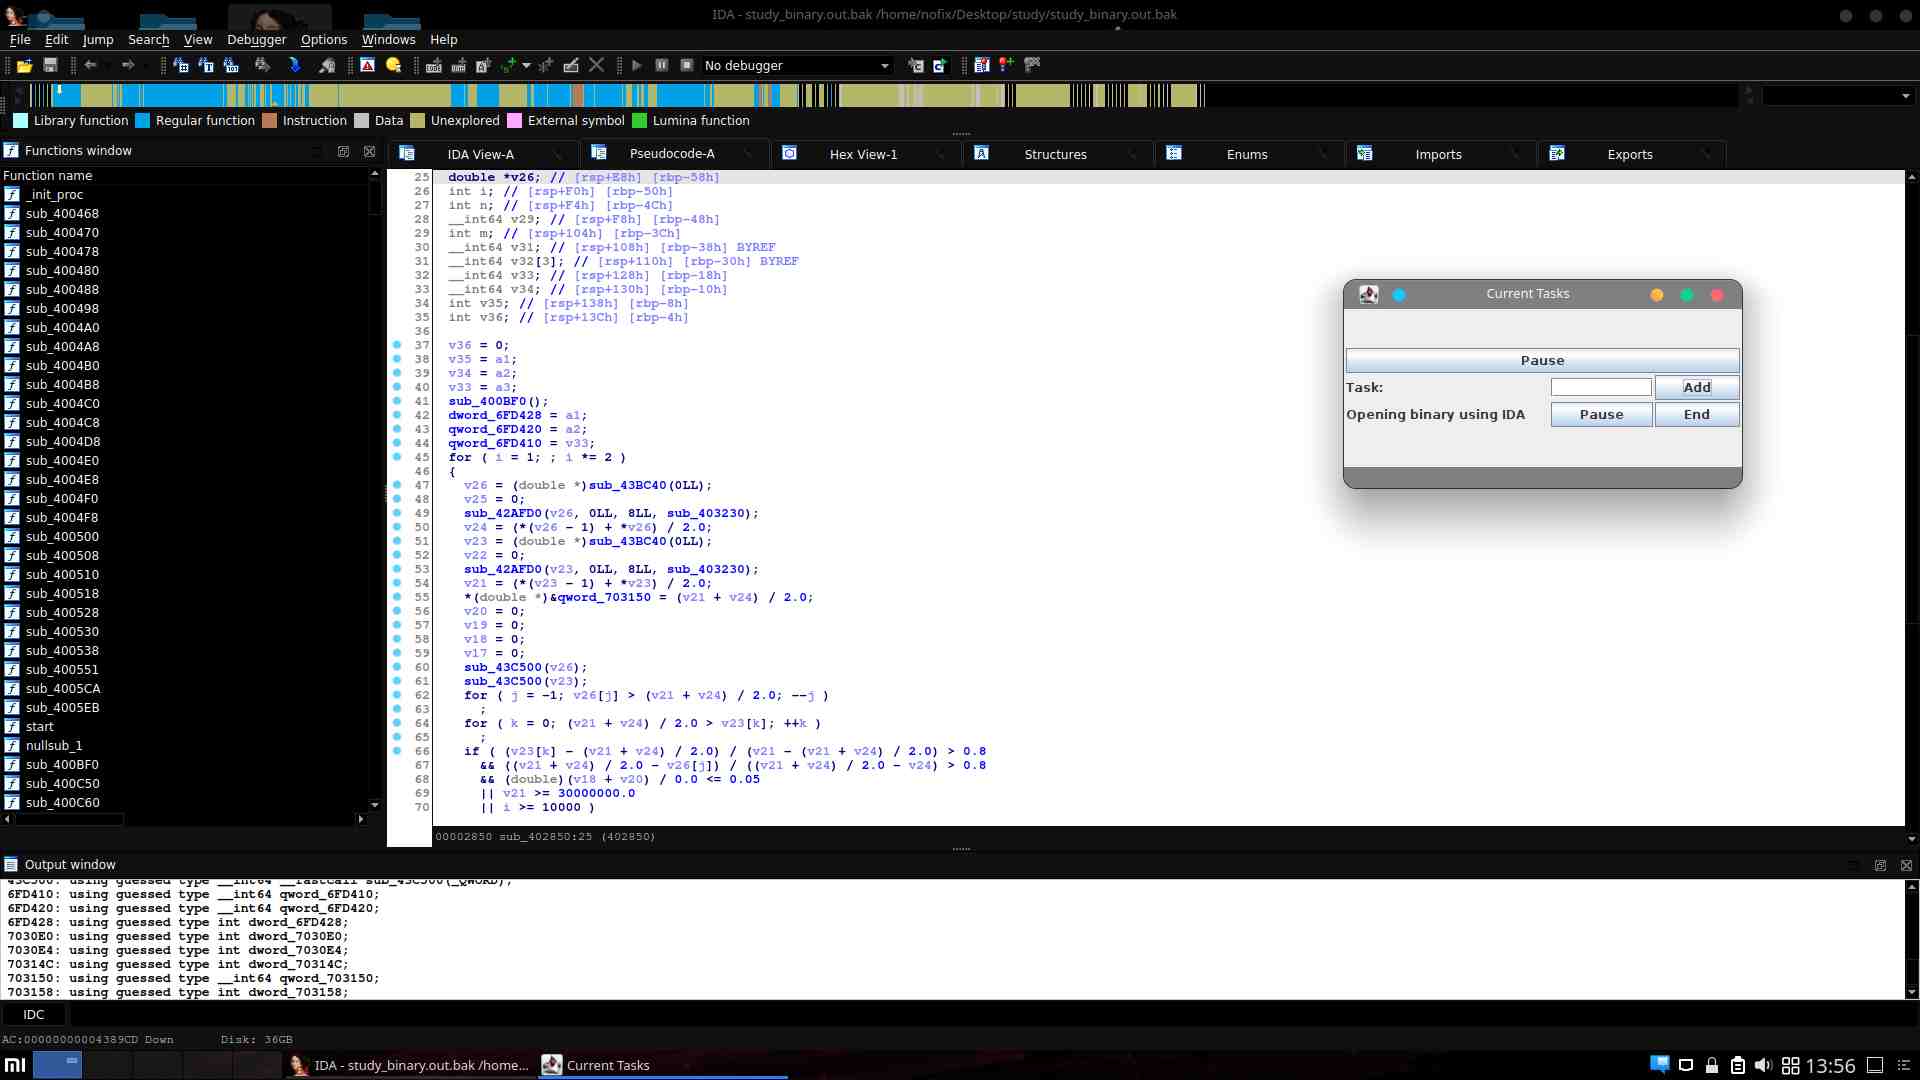 IDA - study_binary.out.bak /home/nofix/Desktop/study/study_binary.out.bak
File Edit Jump Search View Debugger Options Windows Help
No debugger
Library function Regular function Instruction Data Unexplored External symbol Lumina function
Functions window
Function name
_init_proc
sub_400468
sub_400470
sub_400478
sub_400480
sub_400488
sub_400498
sub_4004A0
sub_4004A8
sub_4004B0
sub_4004B8
sub_4004C0
sub_4004C8
sub_4004D8
sub_4004E0
sub_4004E8
sub_4004F0
sub_4004F8
sub_400500
sub_400508
sub_400510
sub_400518
sub_400528
sub_400530
sub_400538
sub_400551
sub_4005CA
sub_4005EB
start
nullsub_1
sub_400BF0
sub_400C50
sub_400C60
IDA View-A Pseudocode-A Hex View-1 Structures Enums Imports Exports
25 double *v26; // [rsp+E8h] [rbp-58h]
26 int i; // [rsp+F0h] [rbp-50h]
27 int n; // [rsp+F4h] [rbp-4Ch]
28 __int64 v29; // [rsp+F8h] [rbp-48h]
29 int m; // [rsp+104h] [rbp-3Ch]
30 __int64 v31; // [rsp+108h] [rbp-38h] BYREF
31 __int64 v32[3]; // [rsp+110h] [rbp-30h] BYREF
32 __int64 v33; // [rsp+128h] [rbp-18h]
33 __int64 v34; // [rsp+130h] [rbp-10h]
34 int v35; // [rsp+138h] [rbp-8h]
35 int v36; // [rsp+13Ch] [rbp-4h]
36
37 v36 = 0;
38 v35 = a1;
39 v34 = a2;
40 v33 = a3;
41 sub_400BF0();
42 dword_6FD428 = a1;
43 qword_6FD420 = a2;
44 qword_6FD410 = v33;
45 for ( i = 1; ; i *= 2 )
46 {
47 v26 = (double *)sub_43BC40(0LL);
48 v25 = 0;
49 sub_42AFD0(v26, 0LL, 8LL, sub_403230);
50 v24 = (*(v26 - 1) + *v26) / 2.0;
51 v23 = (double *)sub_43BC40(0LL);
52 v22 = 0;
53 sub_42AFD0(v23, 0LL, 8LL, sub_403230);
54 v21 = (*(v23 - 1) + *v23) / 2.0;
55 *(double *)&qword_703150 = (v21 + v24) / 2.0;
56 v20 = 0;
57 v19 = 0;
58 v18 = 0;
59 v17 = 0;
60 sub_43C500(v26);
61 sub_43C500(v23);
62 for ( j = -1; v26[j] > (v21 + v24) / 2.0; --j )
63 ;
64 for ( k = 0; (v21 + v24) / 2.0 > v23[k]; ++k )
65 ;
66 if ( (v23[k] - (v21 + v24) / 2.0) / (v21 - (v21 + v24) / 2.0) > 0.8
67 && ((v21 + v24) / 2.0 - v26[j]) / ((v21 + v24) / 2.0 - v24) > 0.8
68 && (double)(v18 + v20) / 0.0 <= 0.05
69 || v21 >= 30000000.0
70 || i >= 10000 )
00002850 sub_402850:25 (402850)
Current Tasks
Pause
Task: Add
Opening binary using IDA Pause End
Output window
43C500: using guessed type __int64 __fastcall sub_43C500(_QWORD);
6FD410: using guessed type __int64 qword_6FD410;
6FD420: using guessed type __int64 qword_6FD420;
6FD428: using guessed type int dword_6FD428;
7030E0: using guessed type int dword_7030E0;
7030E4: using guessed type int dword_7030E4;
70314C: using guessed type int dword_70314C;
703150: using guessed type __int64 qword_703150;
703158: using guessed type int dword_703158;
IDC
AC:00000000004389CD Down Disk: 36GB
IDA - study_binary.out.bak /home... Current Tasks 13:56